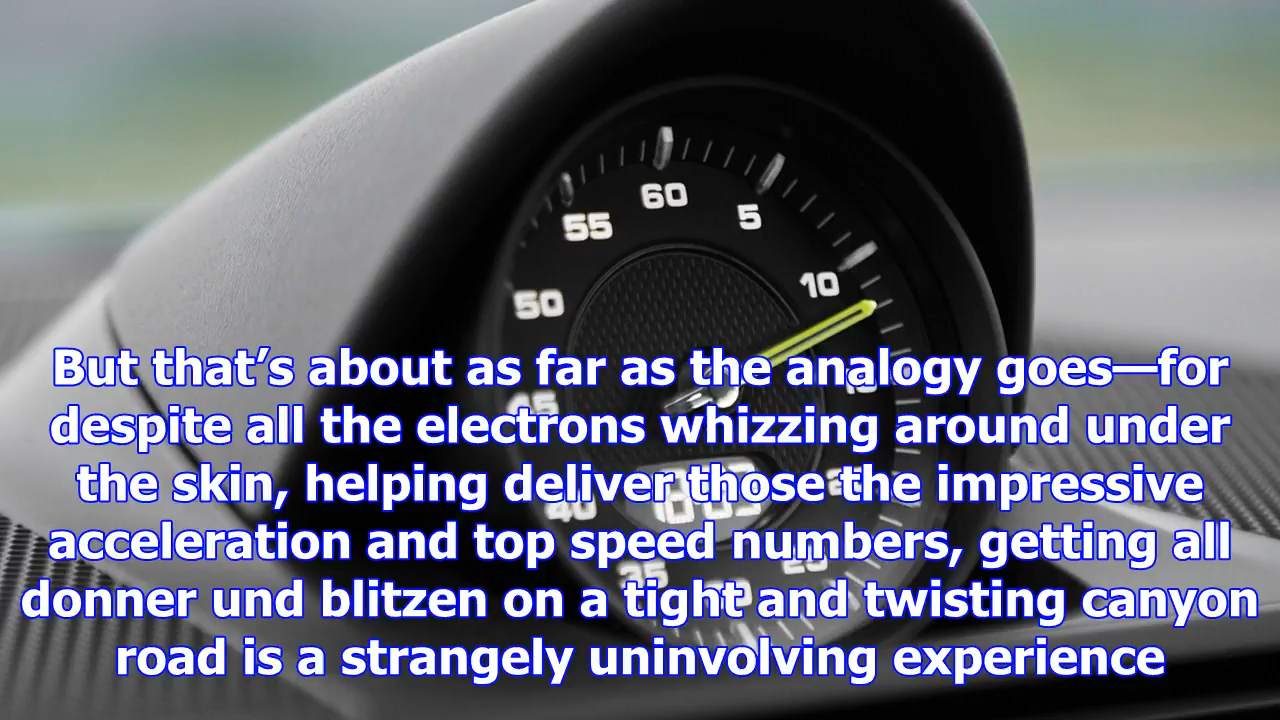 60
55
5
50
10
But that’s about as far as the analogy goes—for
despite all the electrons whizzing around under
the skin, helping deliver those the impressive
acceleration and top speed numbers, getting all
donner und blitzen on a tight and twisting canyon
road is a strangely uninvolving experience
40
35